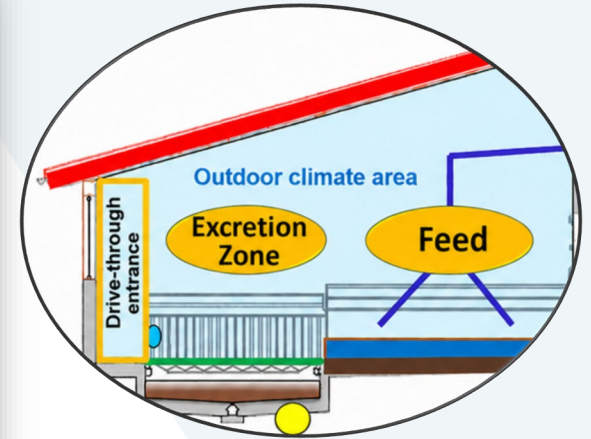 Outdoor climate area
Drive-through
entrance
Excretion
Zone
Feed